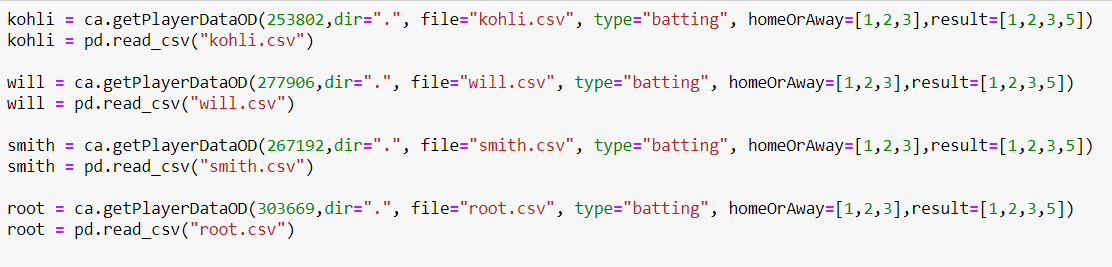 kohli = ca.getPlayerDataOD(253802,dir=".", file="kohli.csv", type="batting", homeOrAway=[1,2,3],result=[1,2,3,5])
kohli = pd.read_csv("kohli.csv")
will = ca.getPlayerDataOD(277906,dir=".", file="will.csv", type="batting", homeOrAway=[1,2,3],result=[1,2,3,5])
will = pd.read_csv("will.csv")
smith = ca.getPlayerDataOD(267192,dir=".", file="smith.csv", type="batting", homeOrAway=[1,2,3],result=[1,2,3,5])
smith = pd.read_csv("smith.csv")
root = ca.getPlayerDataOD(303669,dir=".", file="root.csv", type="batting", homeOrAway=[1,2,3],result=[1,2,3,5])
root = pd.read_csv("root.csv")